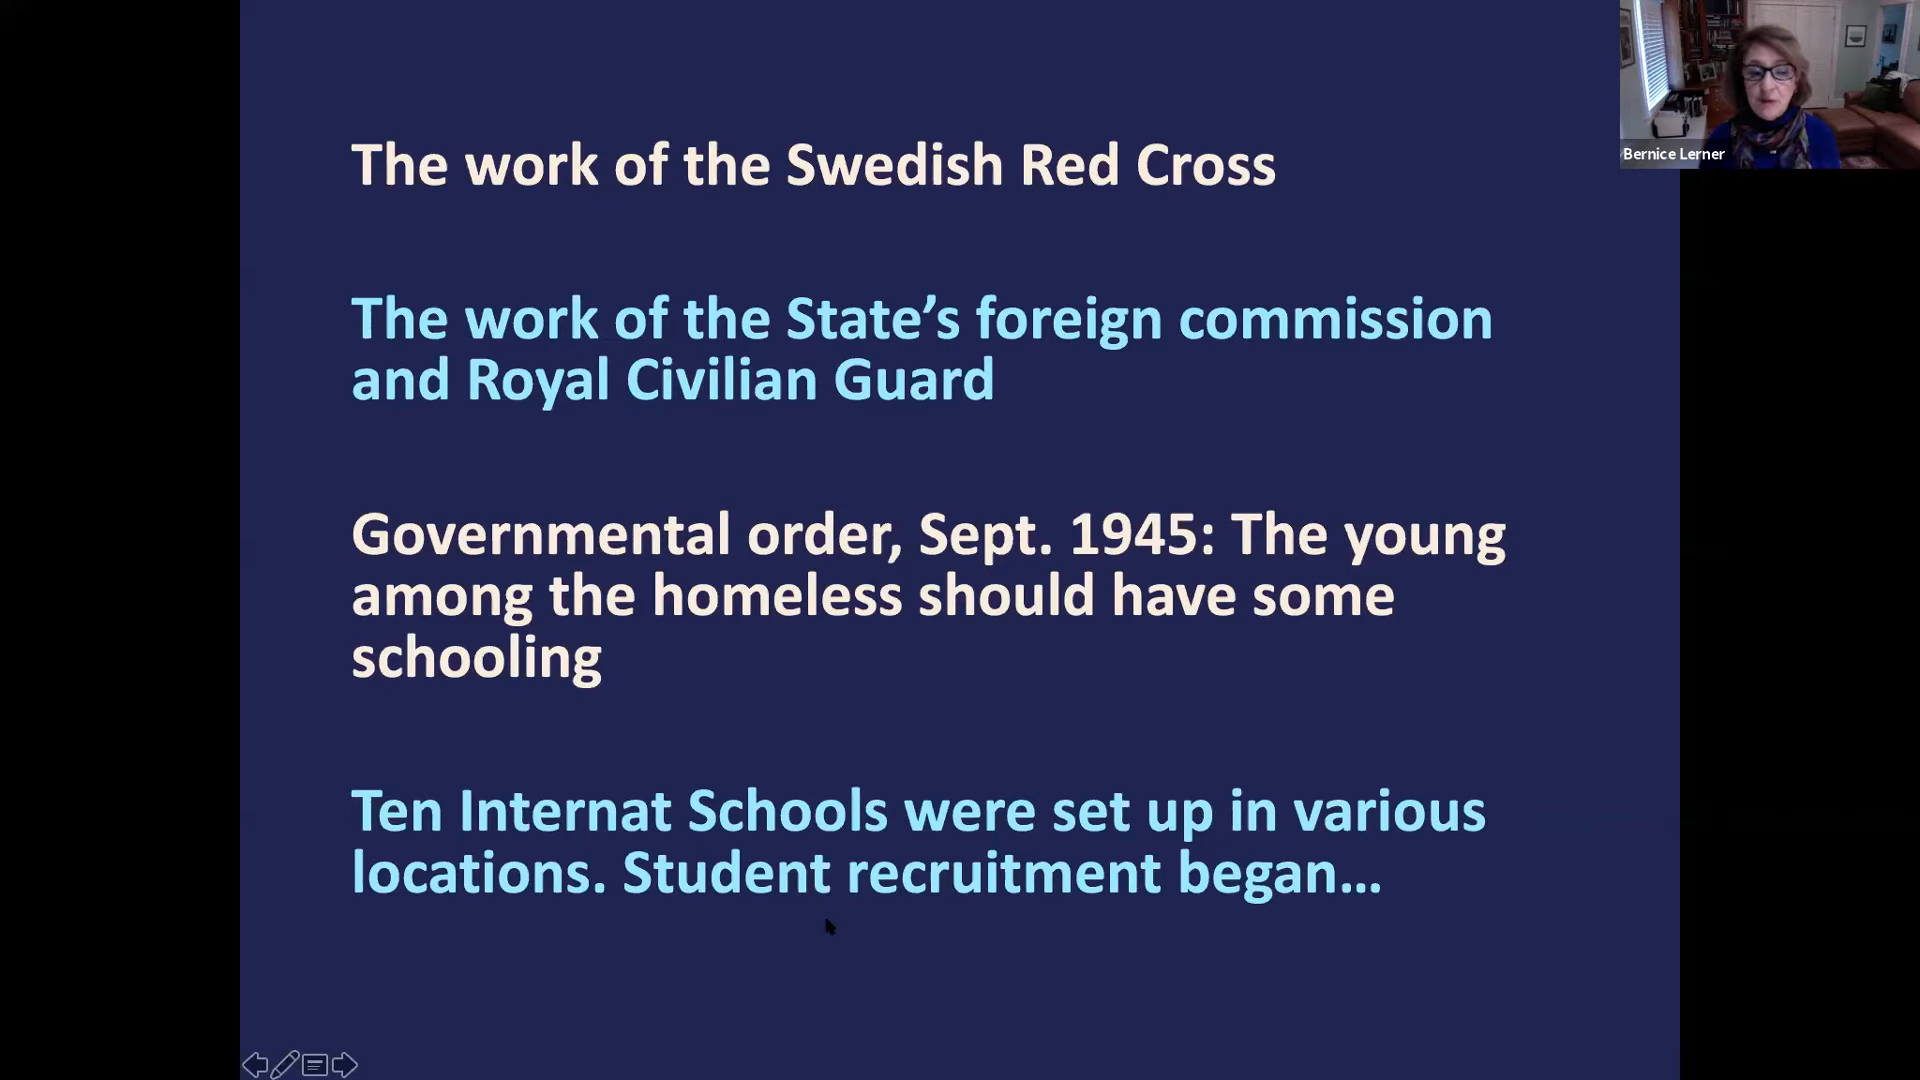 The work of the Swedish Red Cross
The work of the State’s foreign commission
and Royal Civilian Guard
Governmental order, Sept. 1945: The young
among the homeless should have some
schooling
Ten Internat Schools were set up in various
locations. Student recruitment began...
Bernice Lerner